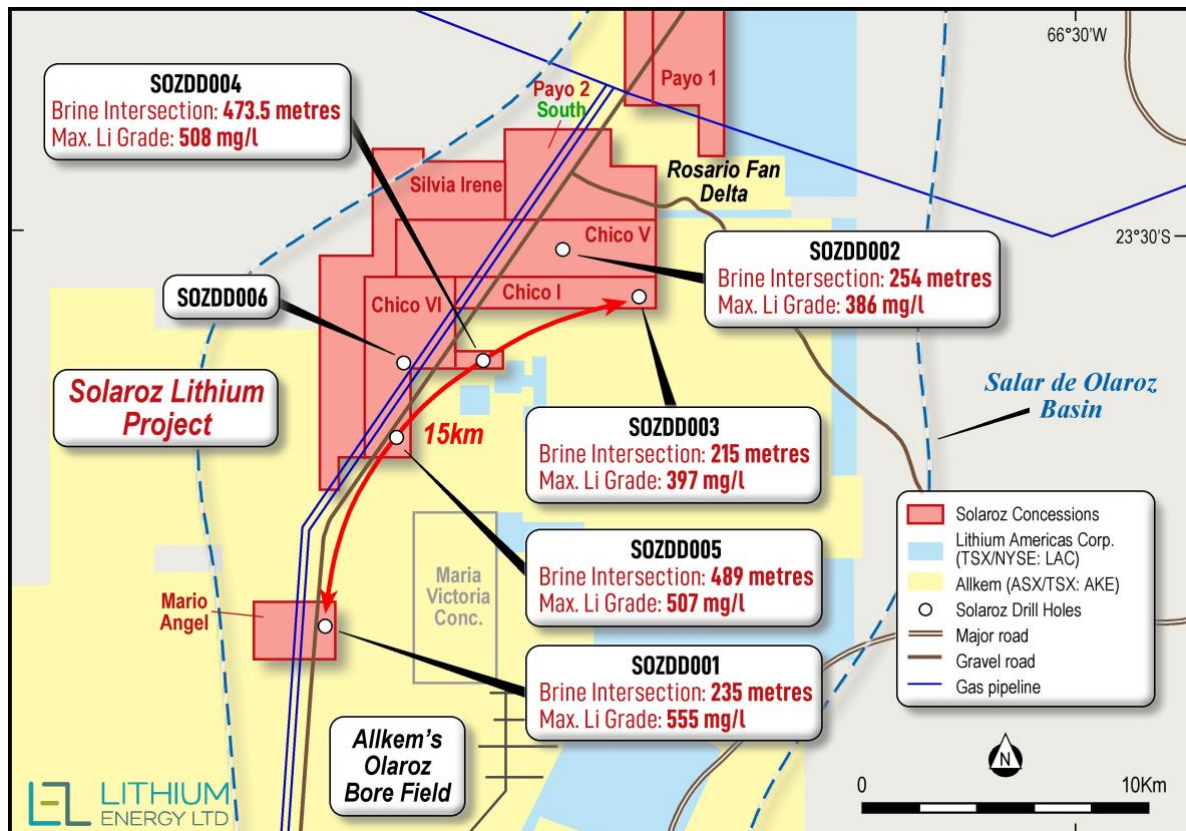 66°30'W
SOZDD004
Brine Intersection: 473.5 metres
Max. Li Grade: 508 mg/l
Payo 1
Payo 2
South
Silvia Irene
Rosario Fan
Delta
23°30'S
Chico V
SOZDD002
Brine Intersection: 254 metres
Max. Li Grade: 386 mg/l
SOZDD006
Chico VI
Chico I
Solaroz Lithium
Project
15km
Salar de Olaroz
Basin
SOZDD003
Brine Intersection: 215 metres
Max. Li Grade: 397 mg/l
SOZDD005
Brine Intersection: 489 metres
Max. Li Grade: 507 mg/l
Maria
Victoria
Conc.
Mario
Angel
SOZDD001
Brine Intersection: 235 metres
Max. Li Grade: 555 mg/l
Allkem's
Olaroz
Bore Field
Solaroz Concessions
Lithium Americas Corp.
(TSX/NYSE: LAC)
Allkem (ASX/TSX: AKE)
Solaroz Drill Holes
Major road
Gravel road
Gas pipeline
N
0 10Km
LITHIUM
ENERGY LTD